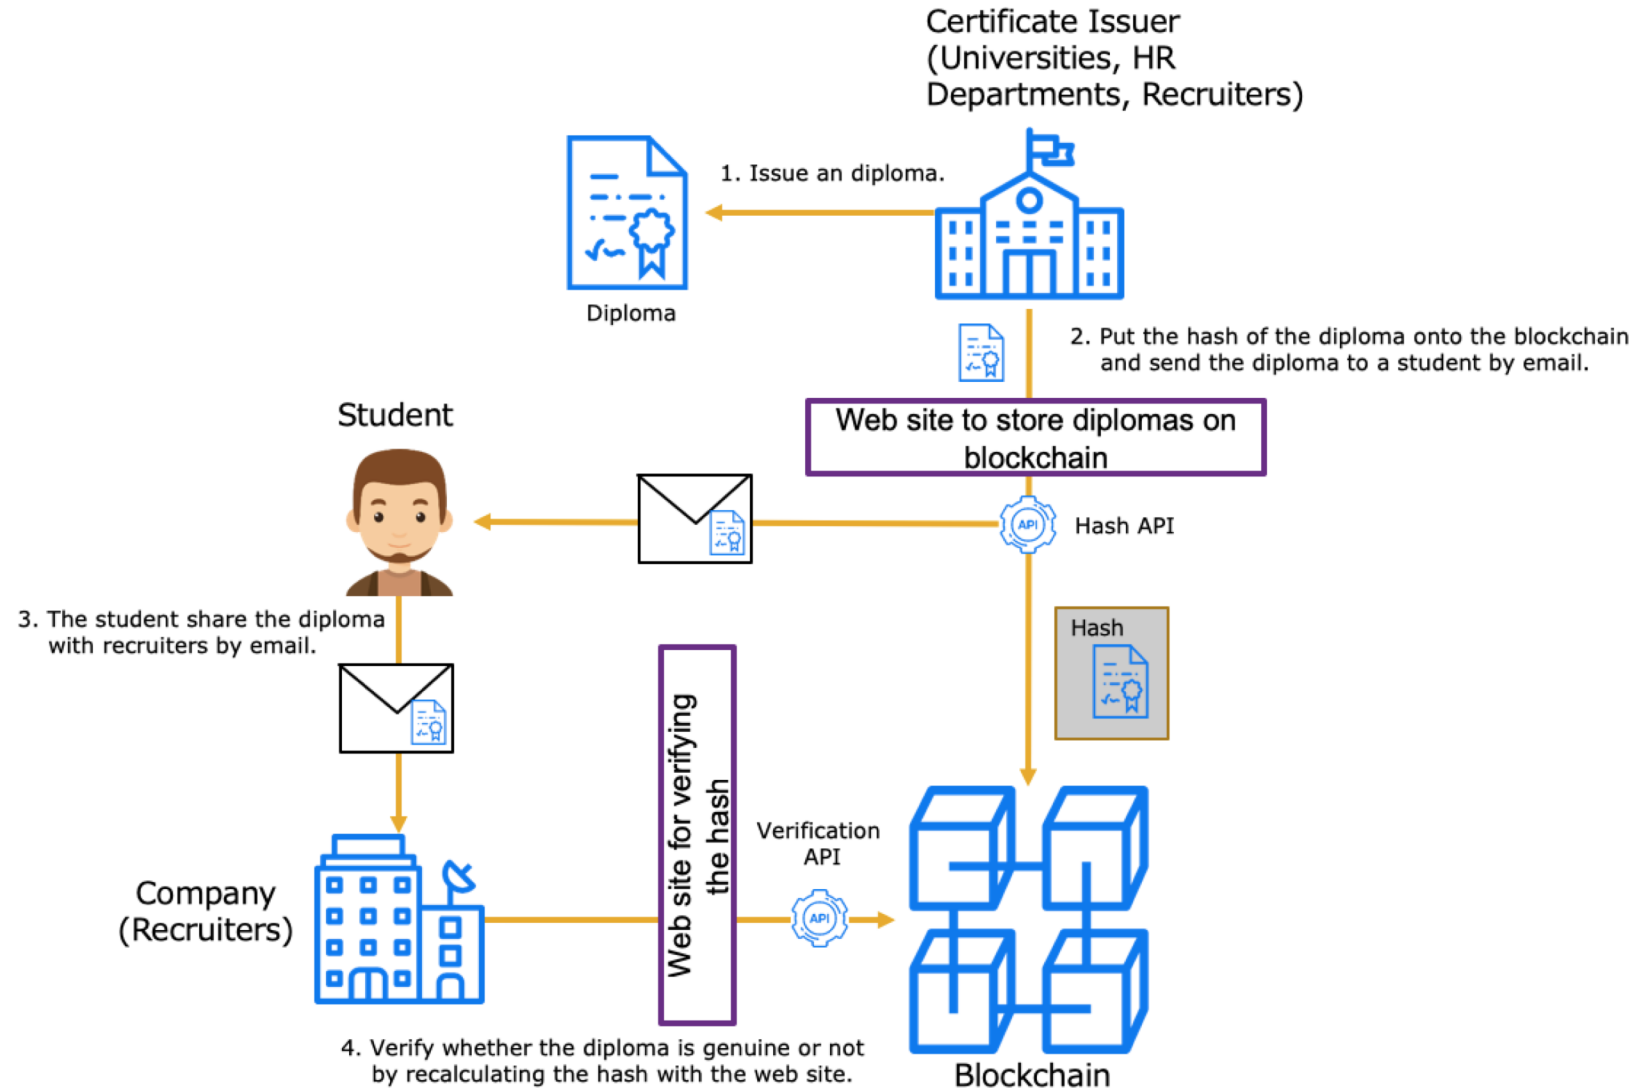 Certificate Issuer
(Universities, HR
Departments, Recruiters)
1. Issue an diploma.
Diploma
2. Put the hash of the diploma onto the blockchain
and send the diploma to a student by email.
Web site to store diplomas on
blockchain
Student
API
Hash API
3. The student share the diploma
with recruiters by email.
Hash
Web site for verifying
the hash
Verification
API
API
Company
(Recruiters)
4. Verify whether the diploma is genuine or not
by recalculating the hash with the web site.
Blockchain